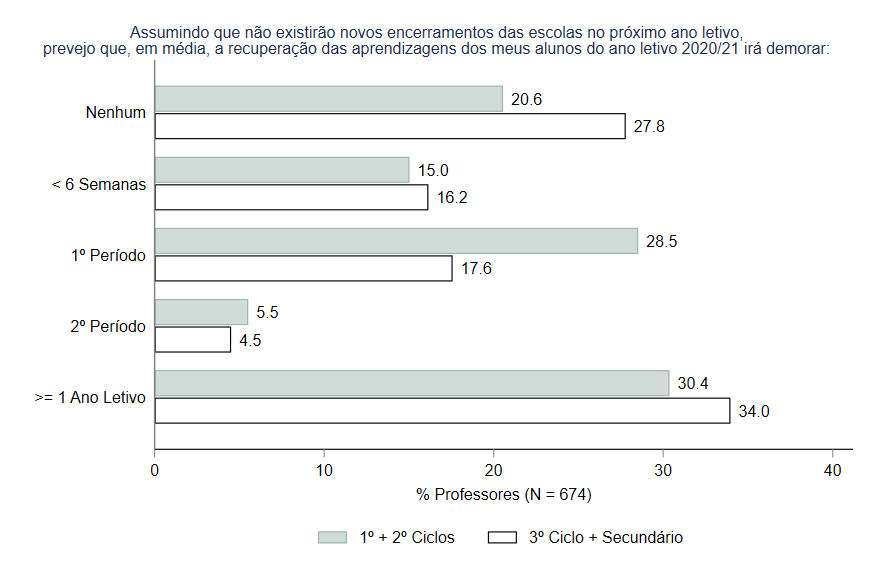 Assumindo que não existirão novos encerramentos das escolas no próximo ano letivo,
prevejo que, em média, a recuperação das aprendizagens dos meus alunos do ano letivo 2020/21 irá demorar:
Nenhum
20.6
27.8
< 6 Semanas
15.0
16.2
1º Período
28.5
17.6
2º Período
5.5
4.5
>= 1 Ano Letivo
30.4
34.0
0 10 20 30 40
% Professores (N = 674)
1º + 2º Ciclos 3º Ciclo + Secundário